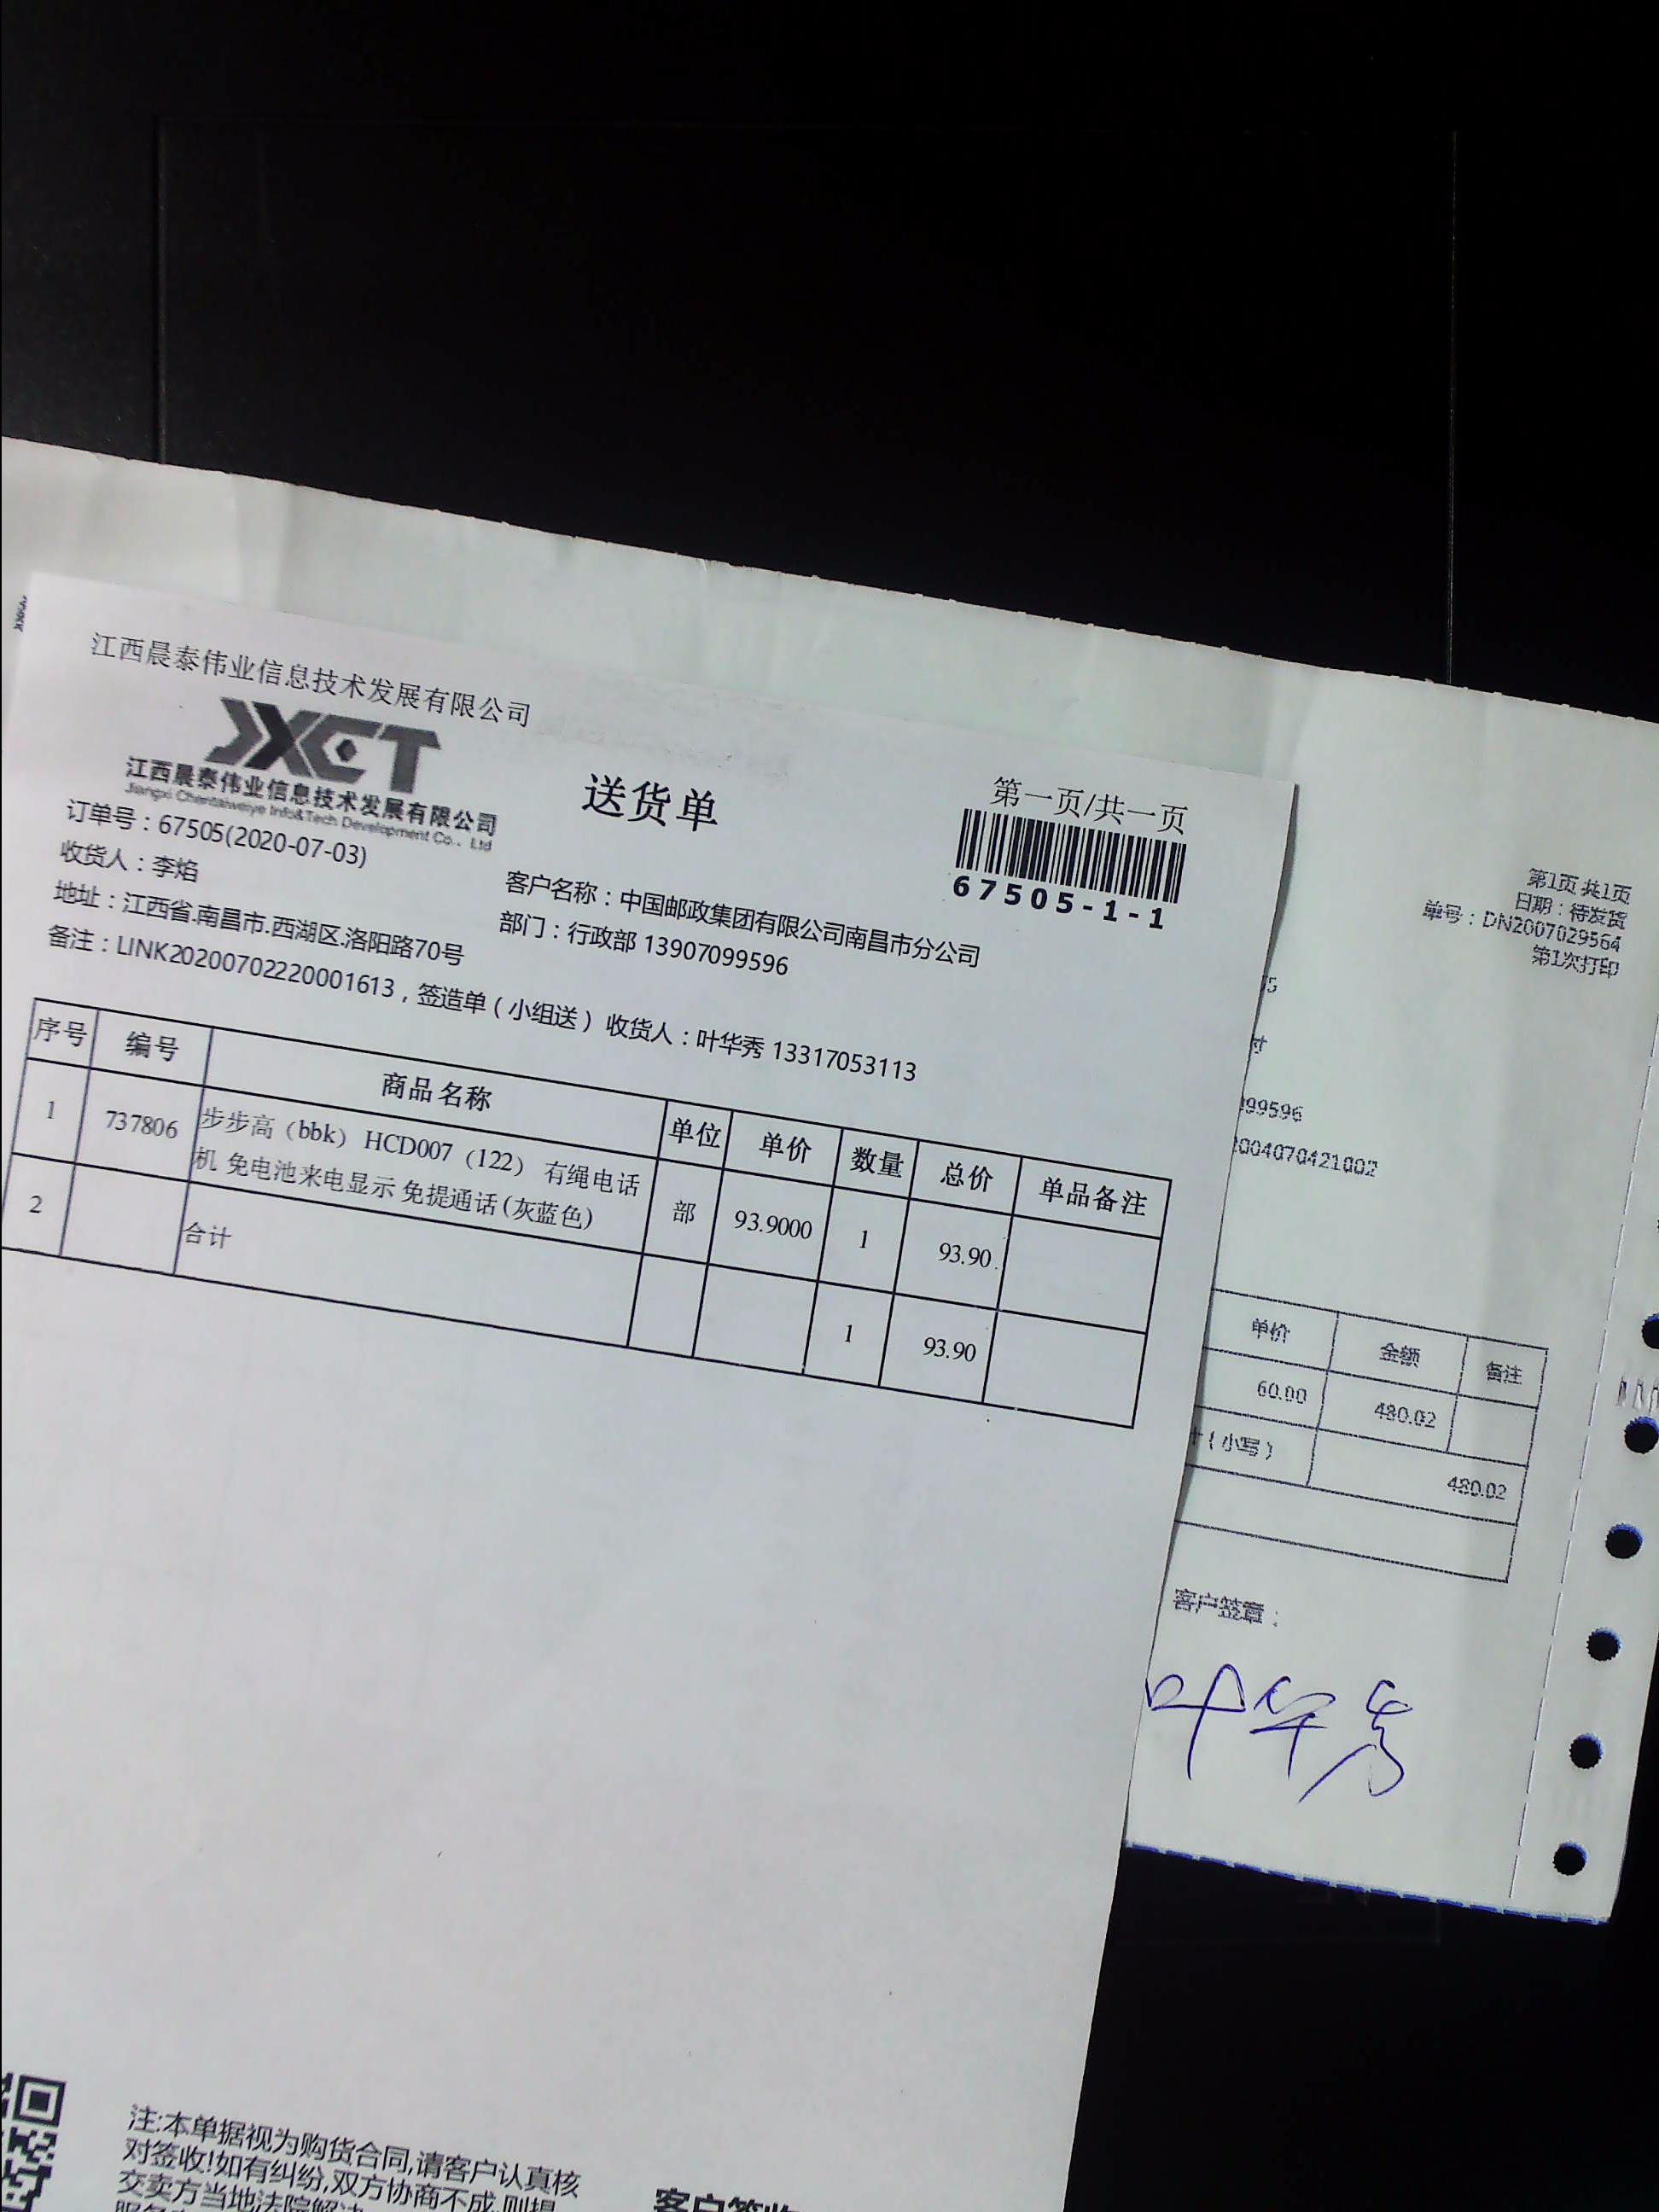 江西晨泰伟业信息技术发展有限公司
JXCT
江西晨泰伟业信息技术发展有限公司
Jiangxi Chentaiweiye Info&Tech Development Co., Ltd
送货单
第一页/共一页
67505-1-1
订单号：67505(2020-07-03)
收货人：李焰
客户名称：中国邮政集团有限公司南昌市分公司
地址：江西省.南昌市.西湖区.洛阳路70号
部门：行政部 13907099596
备注：LINK20200702220001613，签造单（小组送）收货人：叶华秀 13317053113
序号 编号 商品名称 单位 单价 数量 总价 单品备注
1 737806 步步高（bbk） HCD007（122） 有绳电话机 免电池来电显示 免提通话(灰蓝色) 部 93.9000 1 93.90
2 合计 1 93.90
注:本单据视为购货合同,请客户认真核
对签收!如有纠纷,双方协商不成,则提
交卖方当地法院解决
第1页 共1页
日期：待发货
单号：DN2007029564
第1次打印
99596
2004070421002
单价 金额 备注
60.00 480.02
（小写） 480.02
客户签章：
叶华秀